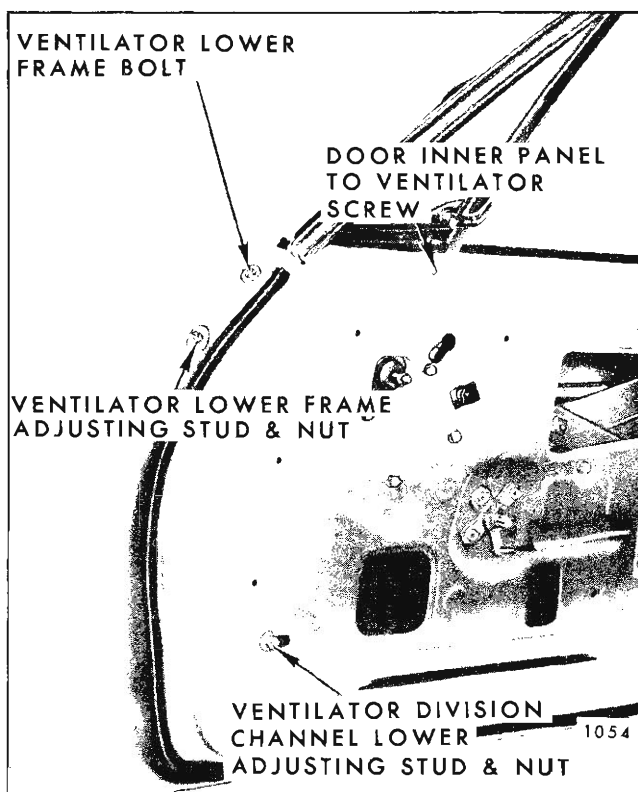 VENTILATOR LOWER
FRAME BOLT
DOOR INNER PANEL
TO VENTILATOR
SCREW
VENTILATOR LOWER FRAME
ADJUSTING STUD & NUT
VENTILATOR DIVISION
CHANNEL LOWER
ADJUSTING STUD & NUT
1054